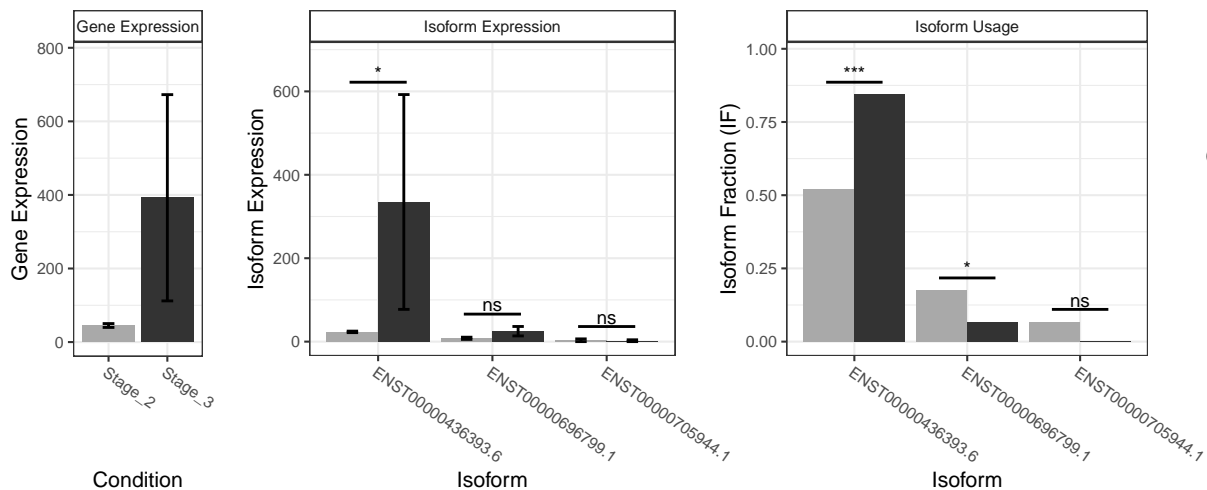 Gene Expression
Gene Expression
800
600
400
200
0
Stage_2
Stage_3
Condition
Isoform Expression
Isoform Expression
600
400
200
0
*
ns
ns
ENST00000436393.6
ENST00000696799.1
ENST00000705944.1
Isoform
Isoform Usage
Isoform Fraction (IF)
1.00
0.75
0.50
0.25
0.00
***
*
ns
ENST00000436393.6
ENST00000696799.1
ENST00000705944.1
Isoform